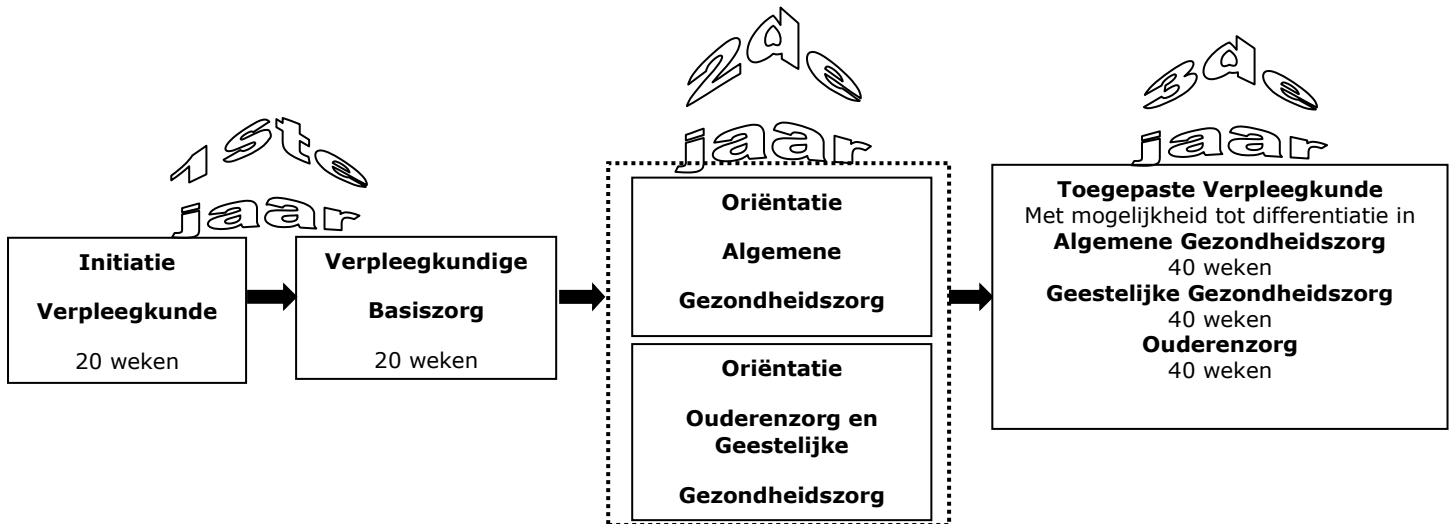 1ste
jaar
Initiatie
Verpleegkunde
20 weken
Verpleegkundige
Basiszorg
20 weken
2de
jaar
Oriëntatie
Algemene
Gezondheidszorg
Oriëntatie
Ouderenzorg en
Geestelijke
Gezondheidszorg
3de
jaar
Toegepaste Verpleegkunde
Met mogelijkheid tot differentiatie in
Algemene Gezondheidszorg
40 weken
Geestelijke Gezondheidszorg
40 weken
Ouderenzorg
40 weken